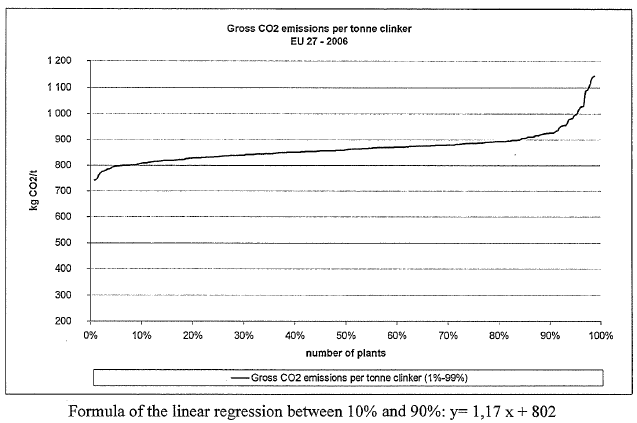 Gross CO2 emissions per tonne clinker
EU 27 - 2006
1 200
1 100
1 000
900
800
700
600
500
400
300
200
kg CO2/t
0% 10% 20% 30% 40% 50% 60% 70% 80% 90% 100%
number of plants
Gross CO2 emissions per tonne clinker (1%-99%)
Formula of the linear regression between 10% and 90%: y= 1,17 x + 802